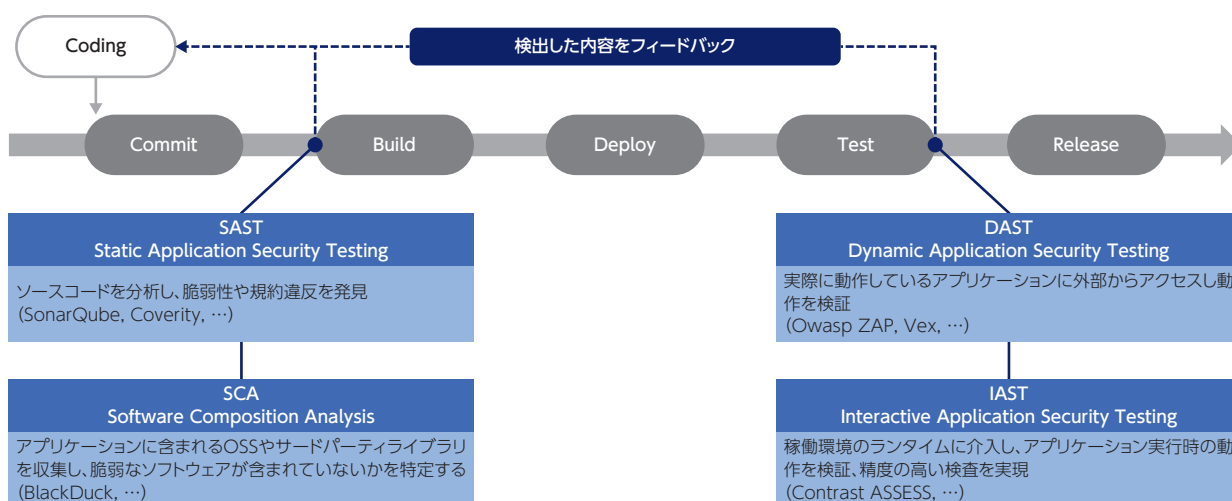 Coding
検出した内容をフィードバック
Commit
Build
Deploy
Test
Release
SAST
Static Application Security Testing
ソースコードを分析し、脆弱性や規約違反を発見
(SonarQube, Coverity, …)
SCA
Software Composition Analysis
アプリケーションに含まれるOSSやサードパーティライブラリ
を収集し、脆弱なソフトウェアが含まれていないかを特定する
(BlackDuck, …)
DAST
Dynamic Application Security Testing
実際に動作しているアプリケーションに外部からアクセスし動
作を検証
(Owasp ZAP, Vex, …)
IAST
Interactive Application Security Testing
稼働環境のランタイムに介入し、アプリケーション実行時の動
作を検証、精度の高い検査を実現
(Contrast ASSESS, …)